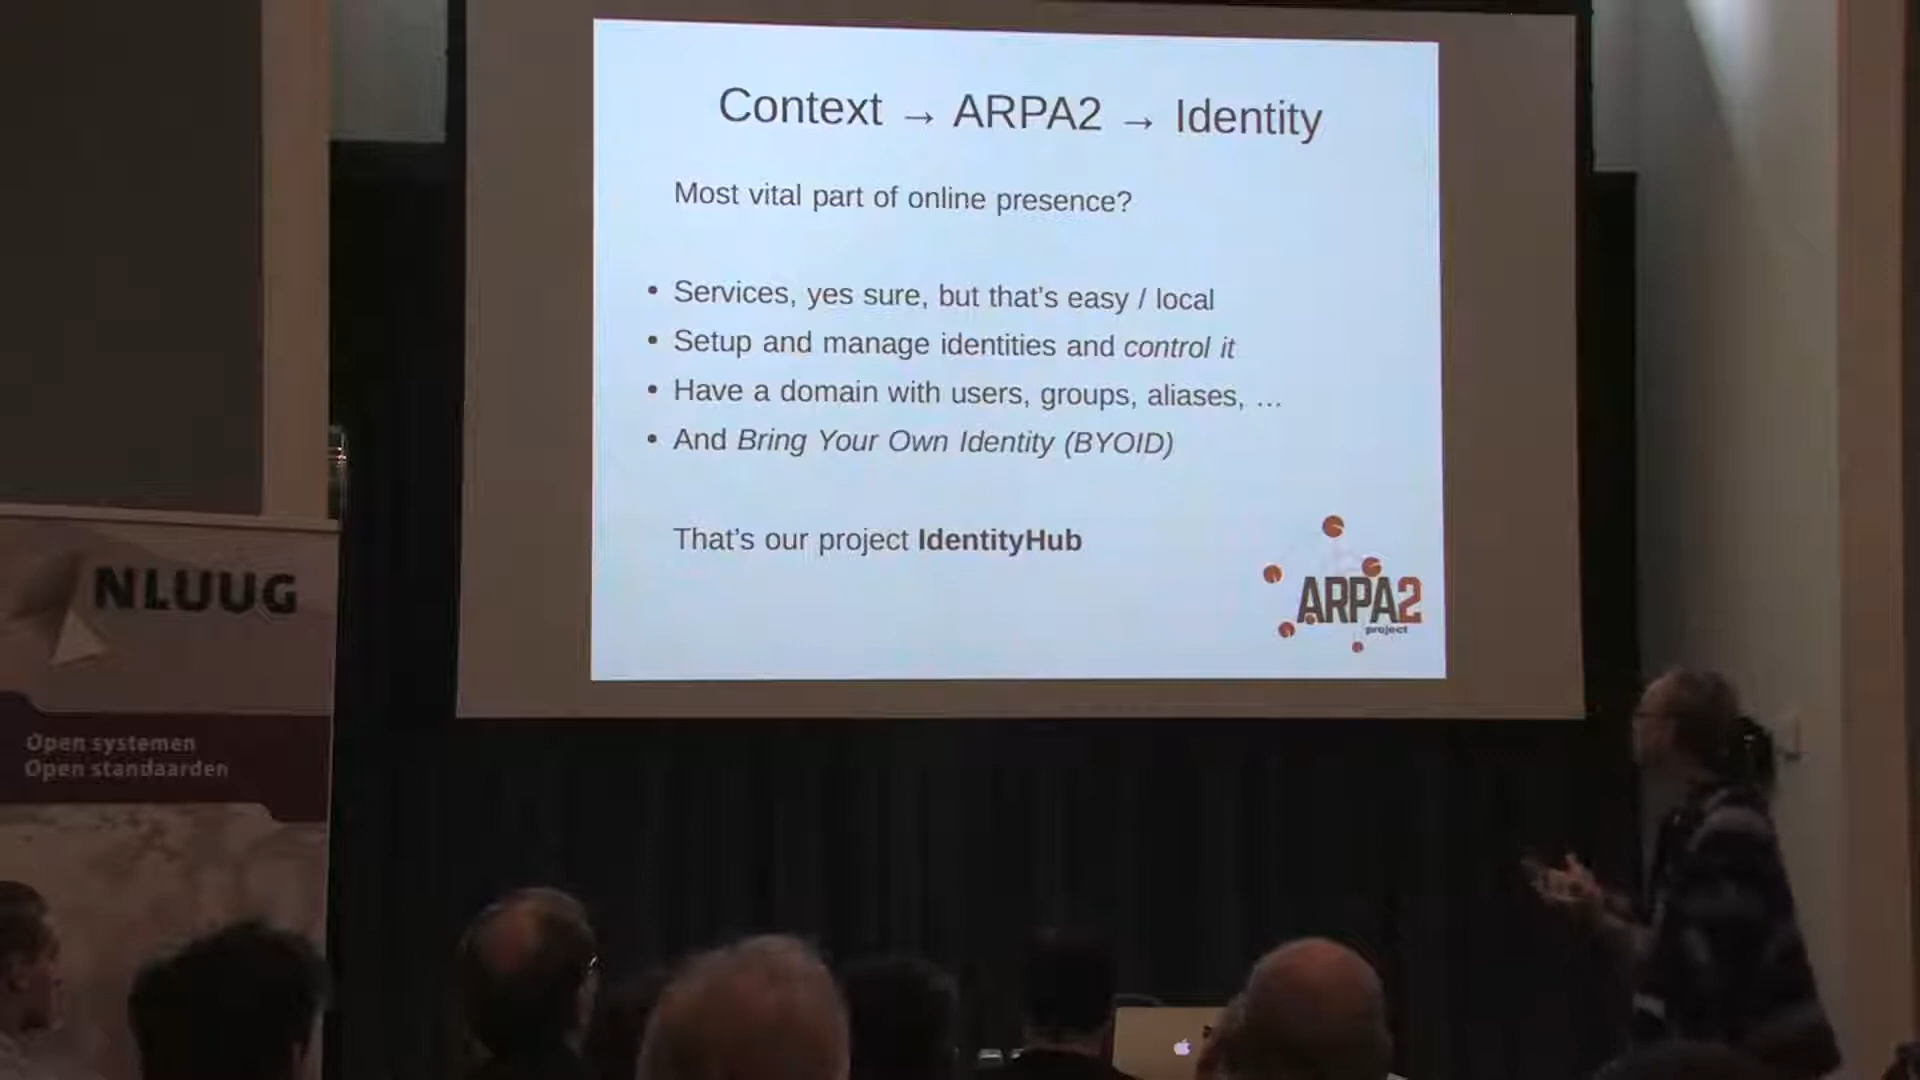 Context → ARPA2 → Identity
Most vital part of online presence?
• Services, yes sure, but that's easy / local
• Setup and manage identities and control it
• Have a domain with users, groups, aliases, …
• And Bring Your Own Identity (BYOID)
That's our project IdentityHub
ARPA2
project
NLUUG
Open systemen
Open standaarden